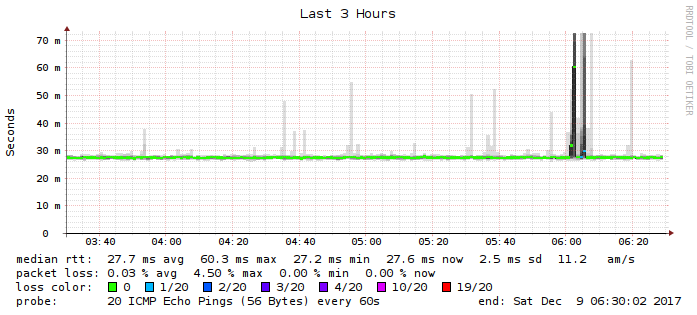 Last 3 Hours
RRDTOOL / TOBI OETIKER
Seconds
70 m
60 m
50 m
40 m
30 m
20 m
10 m
0
03:40 04:00 04:20 04:40 05:00 05:20 05:40 06:00 06:20
median rtt: 27.7 ms avg 60.3 ms max 27.2 ms min 27.6 ms now 2.5 ms sd 11.2 am/s
packet loss: 0.03 % avg 4.50 % max 0.00 % min 0.00 % now
loss color: 0 1/20 2/20 3/20 4/20 10/20 19/20
probe: 20 ICMP Echo Pings (56 Bytes) every 60s end: Sat Dec 9 06:30:02 2017